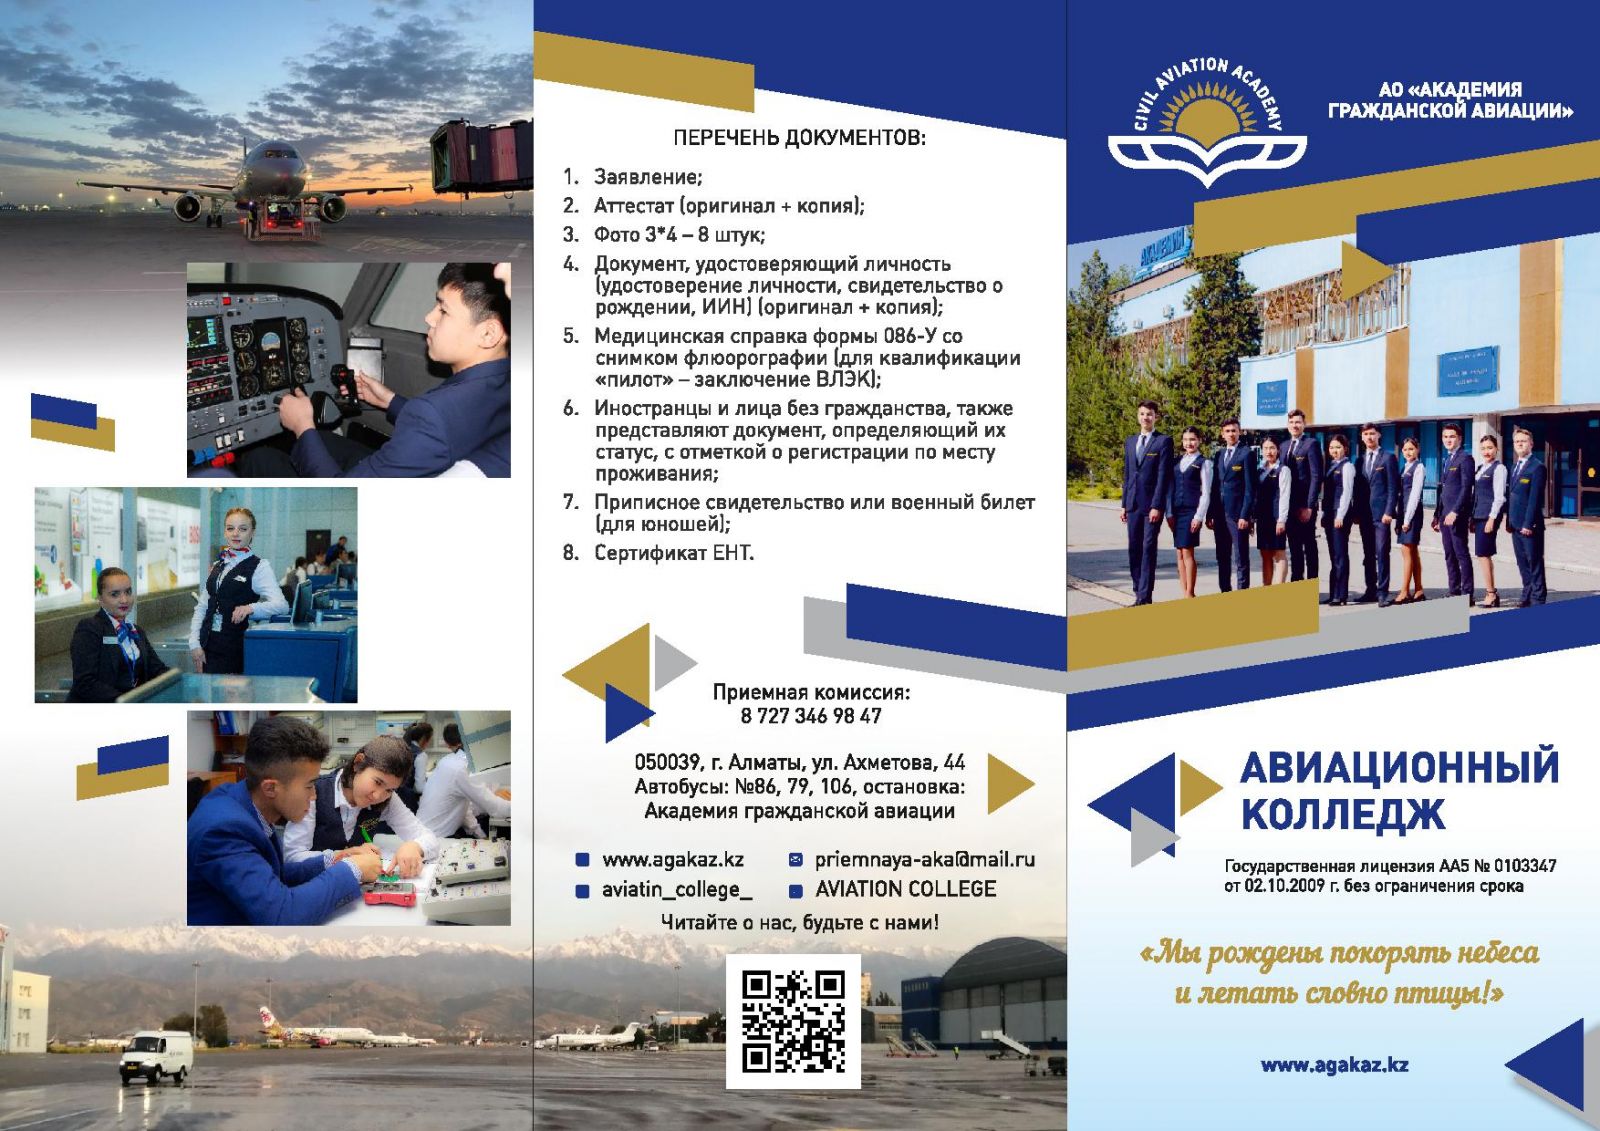 ПЕРЕЧЕНЬ ДОКУМЕНТОВ:
1. Заявление;
2. Аттестат (оригинал + копия);
3. Фото 3*4 – 8 штук;
4. Документ, удостоверяющий личность
(удостоверение личности, свидетельство о
рождении, ИИН) (оригинал + копия);
5. Медицинская справка формы 086-У со
снимком флюорографии (для квалификации
«пилот» – заключение ВЛЭК);
6. Иностранцы и лица без гражданства, также
представляют документ, определяющий их
статус, с отметкой о регистрации по месту
проживания;
7. Приписное свидетельство или военный билет
(для юношей);
8. Сертификат ЕНТ.
Приемная комиссия:
8 727 346 98 47
050039, г. Алматы, ул. Ахметова, 44
Автобусы: №86, 79, 106, остановка:
Академия гражданской авиации
www.agakaz.kz
priemnaya-aka@mail.ru
aviatin_college_
AVIATION COLLEGE
Читайте о нас, будьте с нами!
CIVIL AVIATION ACADEMY
АО «АКАДЕМИЯ
ГРАЖДАНСКОЙ АВИАЦИИ»
АКАДЕМИЯ
АВИАЦИОННЫЙ
КОЛЛЕДЖ
Государственная лицензия АА5 № 0103347
от 02.10.2009 г. без ограничения срока
«Мы рождены покорять небеса
и летать словно птицы!»
www.agakaz.kz